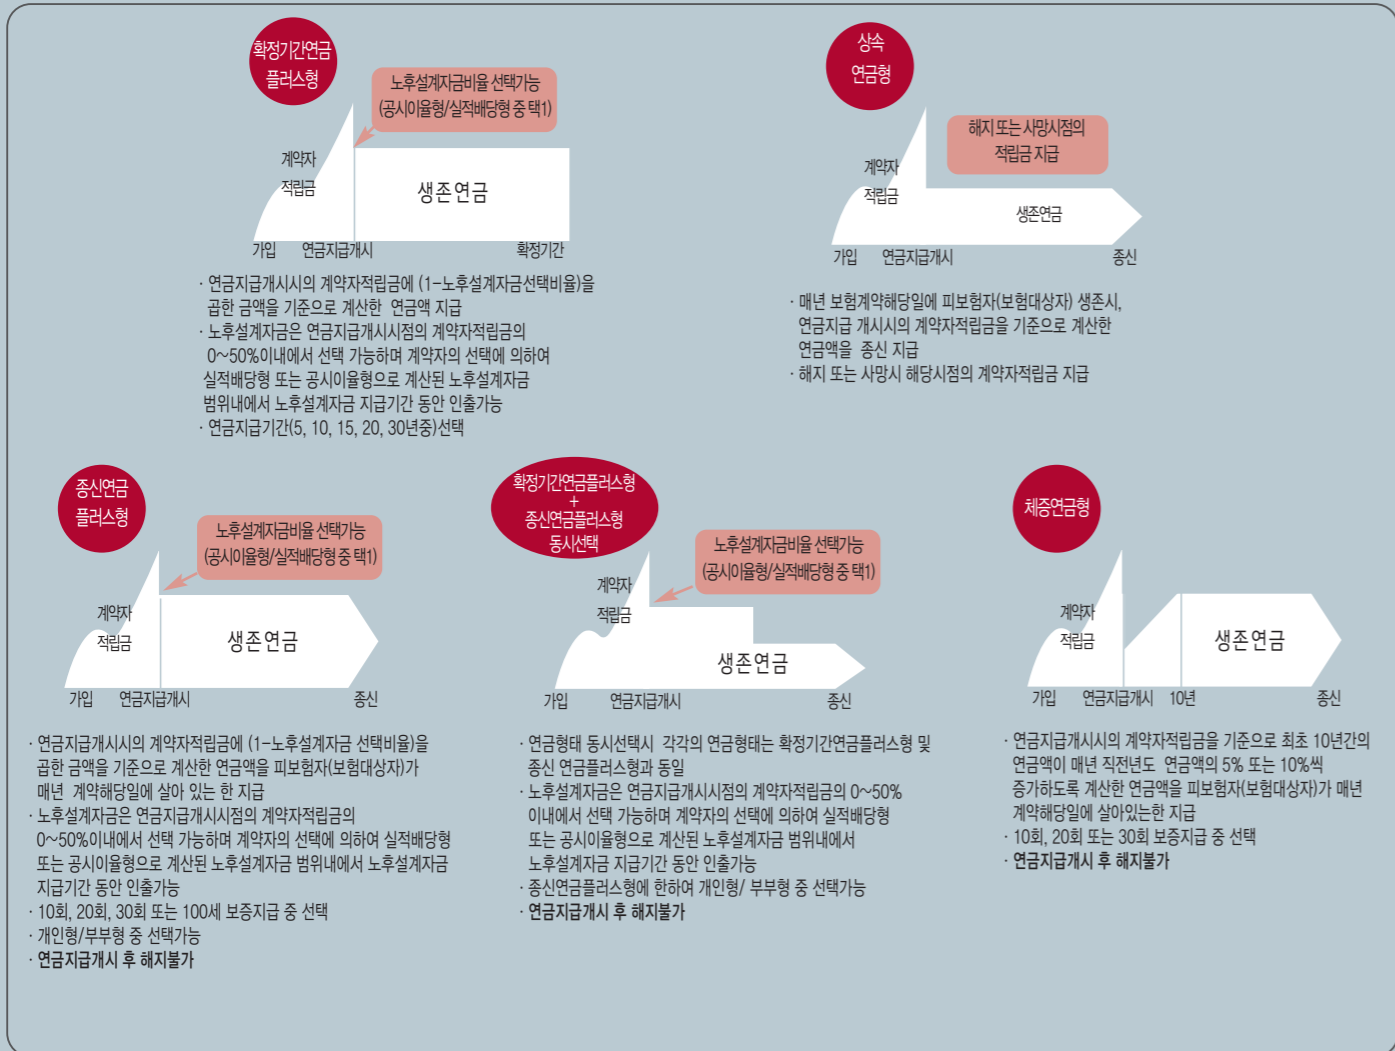 확정기간연금
플러스형
노후설계자금비율 선택가능
(공시이율형/실적배당형 중 택1)
계약자
적립금
생존연금
가입 연금지급개시 확정기간
· 연금지급개시시의 계약자적립금에 (1-노후설계자금선택비율)을
곱한 금액을 기준으로 계산한 연금액 지급
· 노후설계자금은 연금지급개시시점의 계약자적립금의
0~50%이내에서 선택 가능하며 계약자의 선택에 의하여
실적배당형 또는 공시이율형으로 계산된 노후설계자금
범위내에서 노후설계자금 지급기간 동안 인출가능
· 연금지급기간(5, 10, 15, 20, 30년중)선택
상속
연금형
해지 또는 사망시점의
적립금 지급
계약자
적립금
생존연금
가입 연금지급개시 종신
· 매년 보험계약해당일에 피보험자(보험대상자) 생존시,
연금지급 개시시의 계약자적립금을 기준으로 계산한
연금액을 종신 지급
· 해지 또는 사망시 해당시점의 계약자적립금 지급
종신연금
플러스형
노후설계자금비율 선택가능
(공시이율형/실적배당형 중 택1)
계약자
적립금
생존연금
가입 연금지급개시 종신
· 연금지급개시시의 계약자적립금에 (1-노후설계자금 선택비율)을
곱한 금액을 기준으로 계산한 연금액을 피보험자(보험대상자)가
매년 계약해당일에 살아 있는 한 지급
· 노후설계자금은 연금지급개시시점의 계약자적립금의
0~50%이내에서 선택 가능하며 계약자의 선택에 의하여 실적배당형
또는 공시이율형으로 계산된 노후설계자금 범위내에서 노후설계자금
지급기간 동안 인출가능
· 10회, 20회, 30회 또는 100세 보증지급 중 선택
· 개인형/부부형 중 선택가능
· 연금지급개시 후 해지불가
확정기간연금플러스형
+
종신연금플러스형
동시선택
노후설계자금비율 선택가능
(공시이율형/실적배당형 중 택1)
계약자
적립금
생존연금
가입 연금지급개시 종신
· 연금형태 동시선택시 각각의 연금형태는 확정기간연금플러스형 및
종신 연금플러스형과 동일
· 노후설계자금은 연금지급개시시점의 계약자적립금의 0~50%
이내에서 선택 가능하며 계약자의 선택에 의하여 실적배당형
또는 공시이율형으로 계산된 노후설계자금 범위내에서
노후설계자금 지급기간 동안 인출가능
· 종신연금플러스형에 한하여 개인형/ 부부형 중 선택가능
· 연금지급개시 후 해지불가
체증연금형
계약자
적립금
생존연금
가입 연금지급개시 10년 종신
· 연금지급개시시의 계약자적립금을 기준으로 최초 10년간의
연금액이 매년 직전년도 연금액의 5% 또는 10%씩
증가하도록 계산한 연금액을 피보험자(보험대상자)가 매년
계약해당일에 살아있는한 지급
· 10회, 20회 또는 30회 보증지급 중 선택
· 연금지급개시 후 해지불가